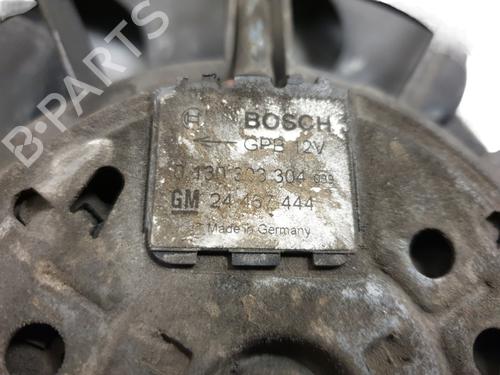 B-PARTS
BOSCH
GPB 12V
0 130 303 304
GM 24 467 444
Made in Germany